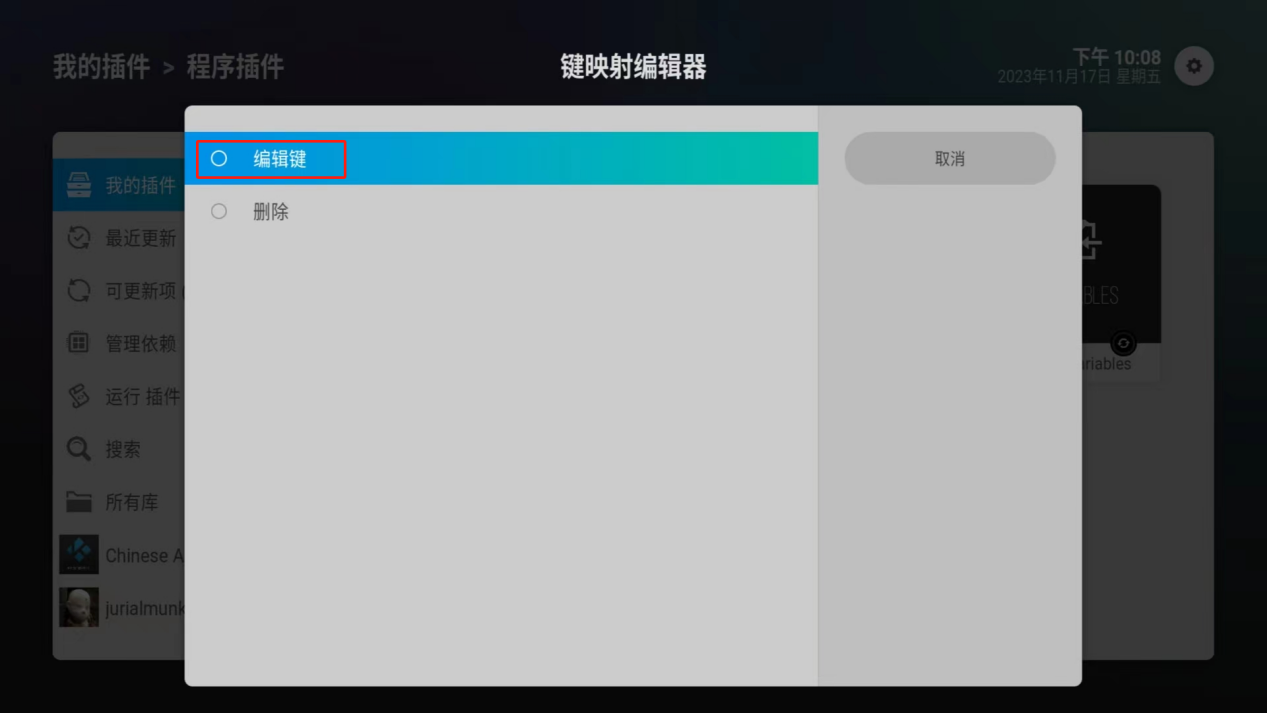 我的插件 > 程序插件
键映射编辑器
下午 10:08
2023年11月17日 星期五
编辑键
取消
删除
我的插件
最近更新
可更新项
管理依赖
运行 插件
搜索
所有库
Chinese A
jurialmunk
BLES
riables